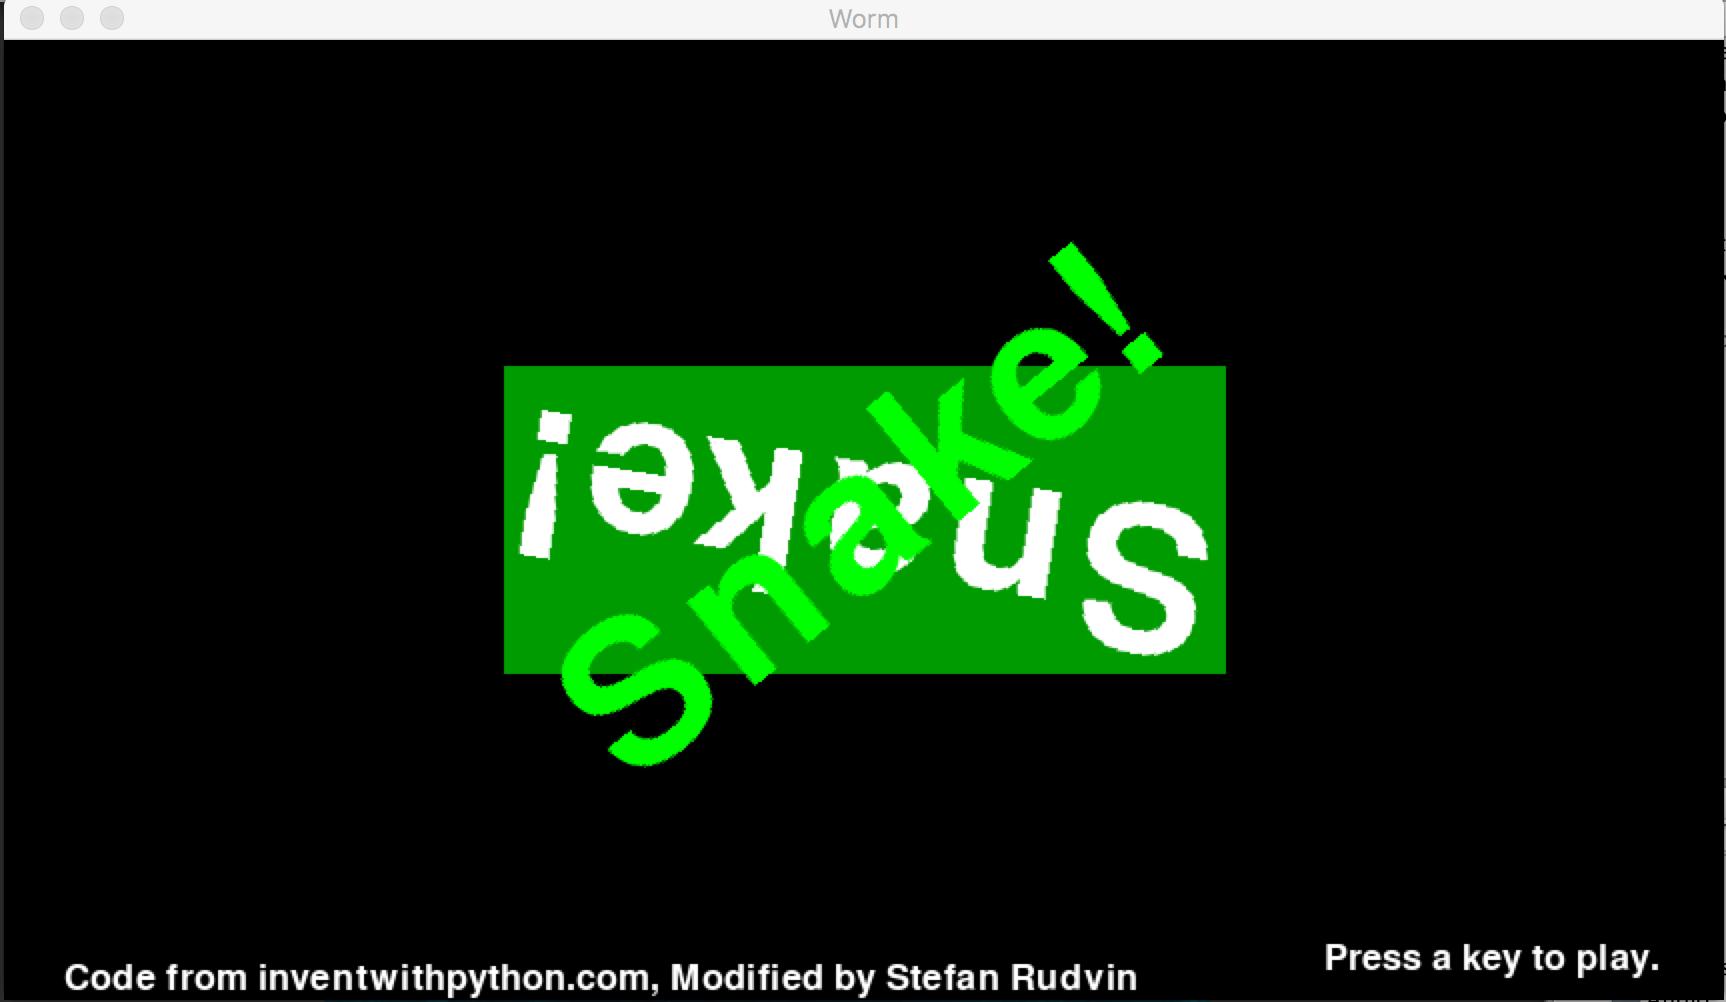 Worm
Snake!
Snake!
Press a key to play.
Code from inventwithpython.com, Modified by Stefan Rudvin